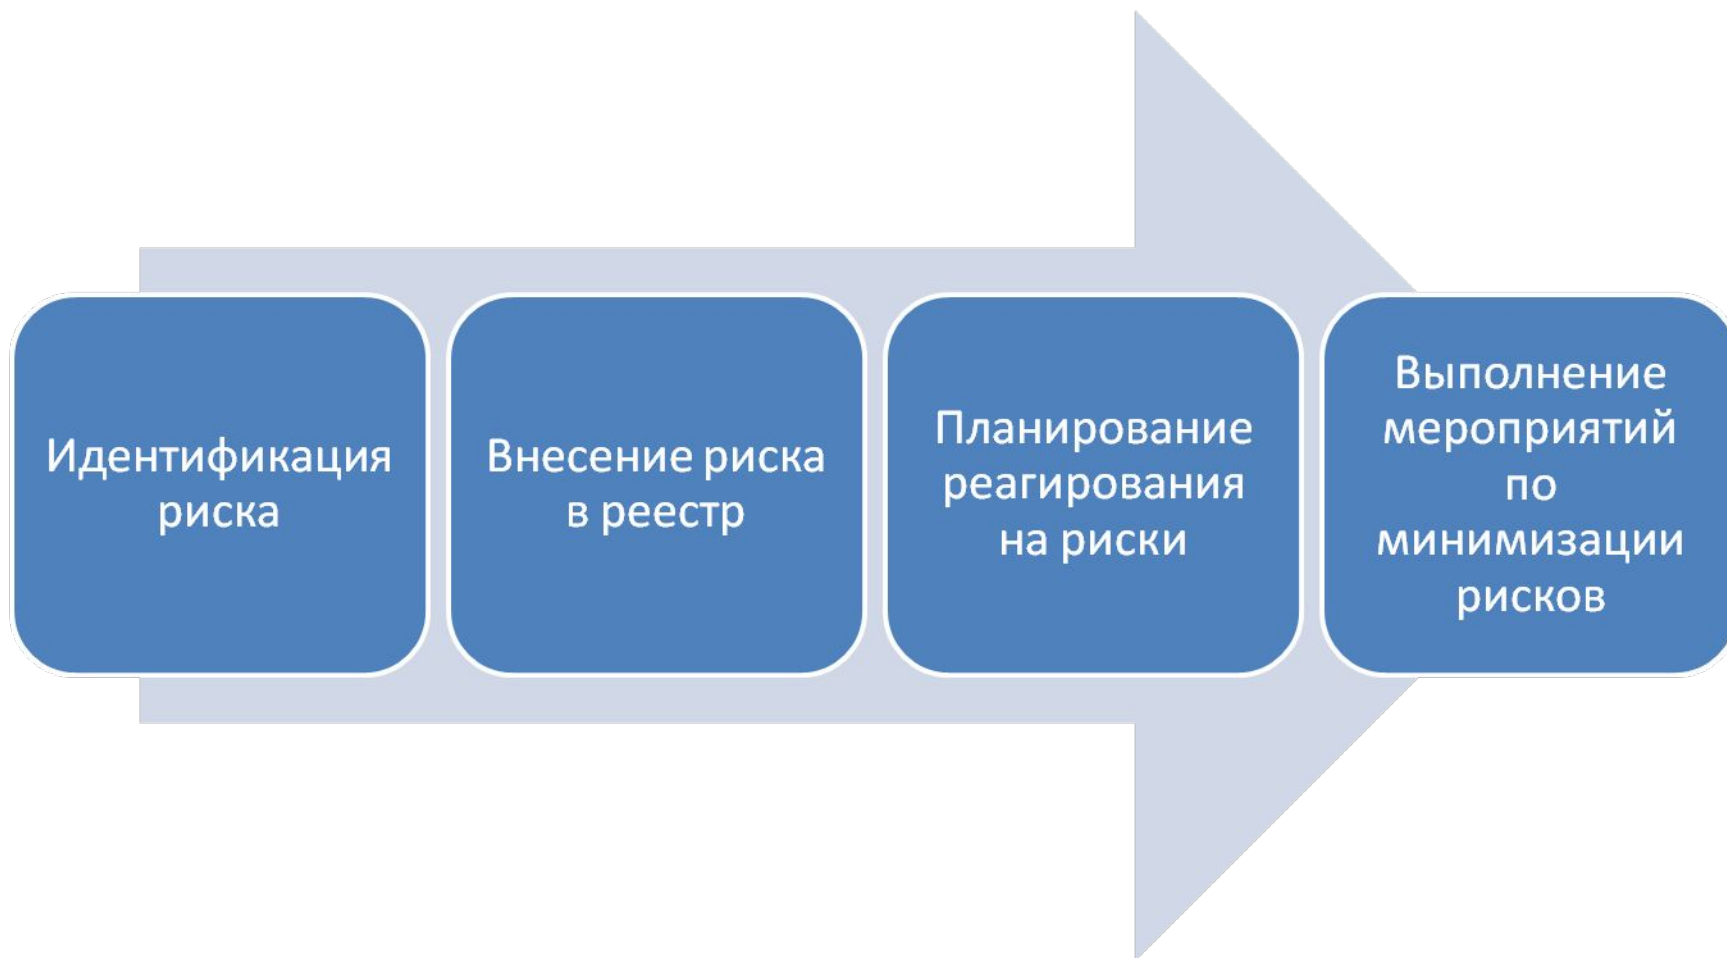 Идентификация
риска
Внесение риска
в реестр
Планирование
реагирования
на риски
Выполнение
мероприятий
по
минимизации
рисков